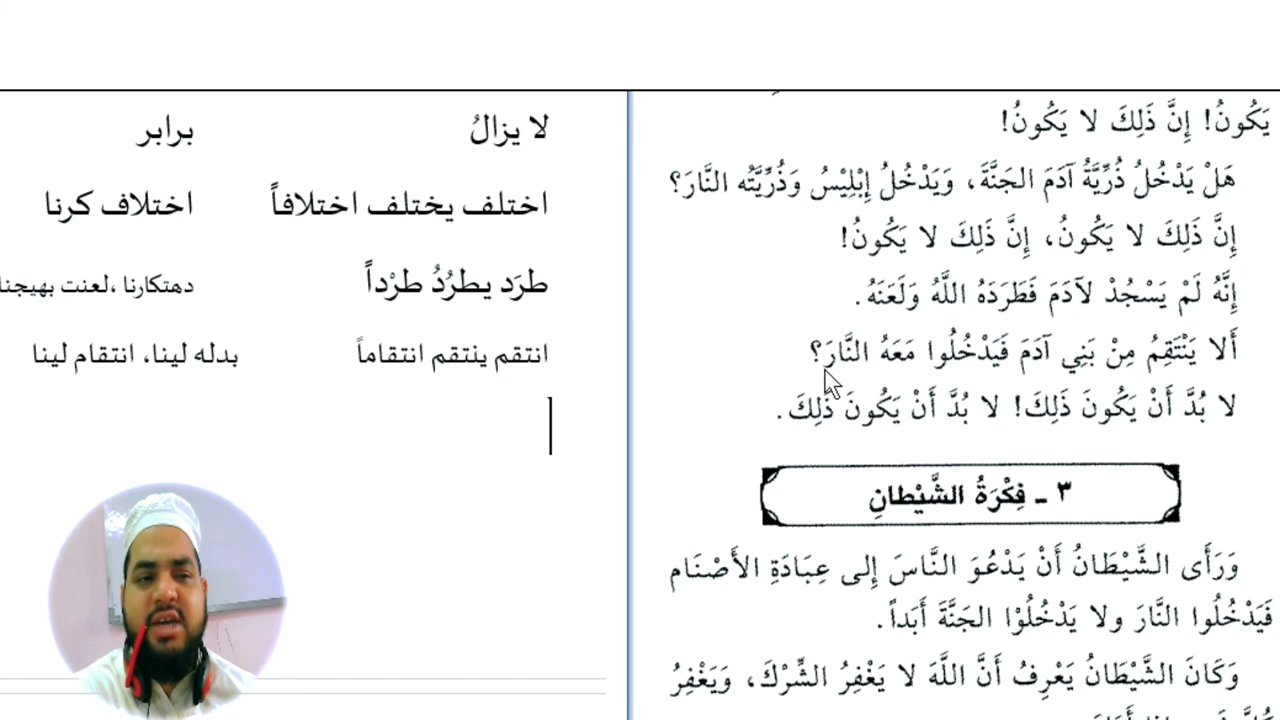 يَكُونُ! إِنَّ ذَلِكَ لا يَكُونُ!
هَلْ يَدْخُلُ ذُرِّيَّةُ آدَمَ الجَنَّةَ، وَيَدْخُلُ إِبْلِيْسُ وَذُرِّيَّتُه النَّارَ؟
إِنَّ ذَلِكَ لا يَكُونُ، إِنَّ ذَلِكَ لا يَكُونُ!
إِنَّهُ لَمْ يَسْجُدْ لآدَمَ فَطَرَدَهُ اللَّهُ وَلَعَنَهُ.
أَلا يَنْتَقِمُ مِنْ بَنِي آدَمَ فَيَدْخُلُوا مَعَهُ النَّارَ؟
لا بُدَّ أَنْ يَكُونَ ذَلِكَ! لا بُدَّ أَنْ يَكُونَ ذَلِكَ.
٣ ـ فِكْرَةُ الشَّيْطانِ
وَرَأَى الشَّيْطَانُ أَنْ يَدْعُوَ النَّاسَ إِلى عِبَادَةِ الأَصْنَام
فَيَدْخُلُوا النَّارَ ولا يَدْخُلُوْا الجَنَّةَ أَبَداً.
وَكَانَ الشَّيْطَانُ يَعْرِفُ أَنَّ اللَّهَ لا يَغْفِرُ الشِّرْكَ، وَيَغْفِرُ
لا يزالُ برابر
اختلف يختلف اختلافاً اختلاف كرنا
طرَد يطرُدُ طرْداً دهتكارنا ،لعنت بهيجنا
انتقم ينتقم انتقاماً بدله لينا، انتقام لينا